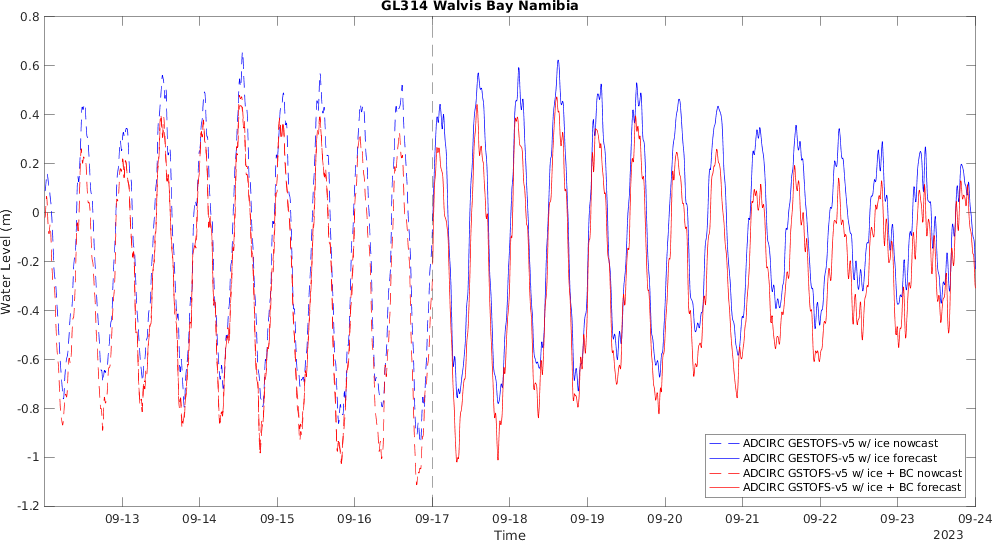 GL314 Walvis Bay Namibia
0.8
0.6
0.4
0.2
0
-0.2
-0.4
-0.6
-0.8
-1
-1.2
Water Level (m)
ADCIRC GESTOFS-v5 w/ ice nowcast
ADCIRC GESTOFS-v5 w/ ice forecast
ADCIRC GSTOFS-v5 w/ ice + BC nowcast
ADCIRC GSTOFS-v5 w/ ice + BC forecast
09-13 09-14 09-15 09-16 09-17 09-18 09-19 09-20 09-21 09-22 09-23 09-24
Time
2023